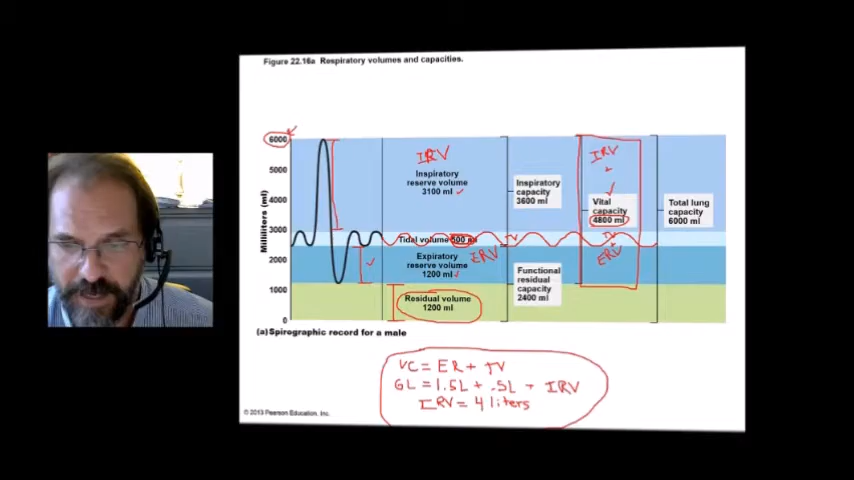 Figure 22.16a Respiratory volumes and capacities.
6000
5000
4000
3000
2000
1000
0
Milliliters (ml)
IRV
Inspiratory
reserve volume
3100 ml
Tidal volume 500 ml
Expiratory
reserve volume
1200 ml
ERV
Residual volume
1200 ml
Inspiratory
capacity
3600 ml
TV
Functional
residual
capacity
2400 ml
IRV
+
Vital
capacity
4800 ml
TV
+
ERV
Total lung
capacity
6000 ml
(a) Spirographic record for a male
VC = ER + TV
6L = 1.5L + .5L + IRV
IRV = 4 liters
© 2013 Pearson Education, Inc.